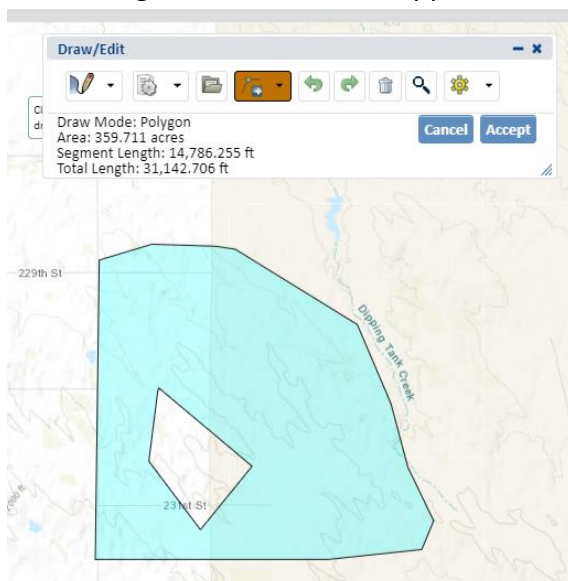 Draw/Edit
Draw Mode: Polygon
Area: 359.711 acres
Segment Length: 14,786.255 ft
Total Length: 31,142.706 ft
Cancel Accept
229th St
Dipping Tank Creek
231st St